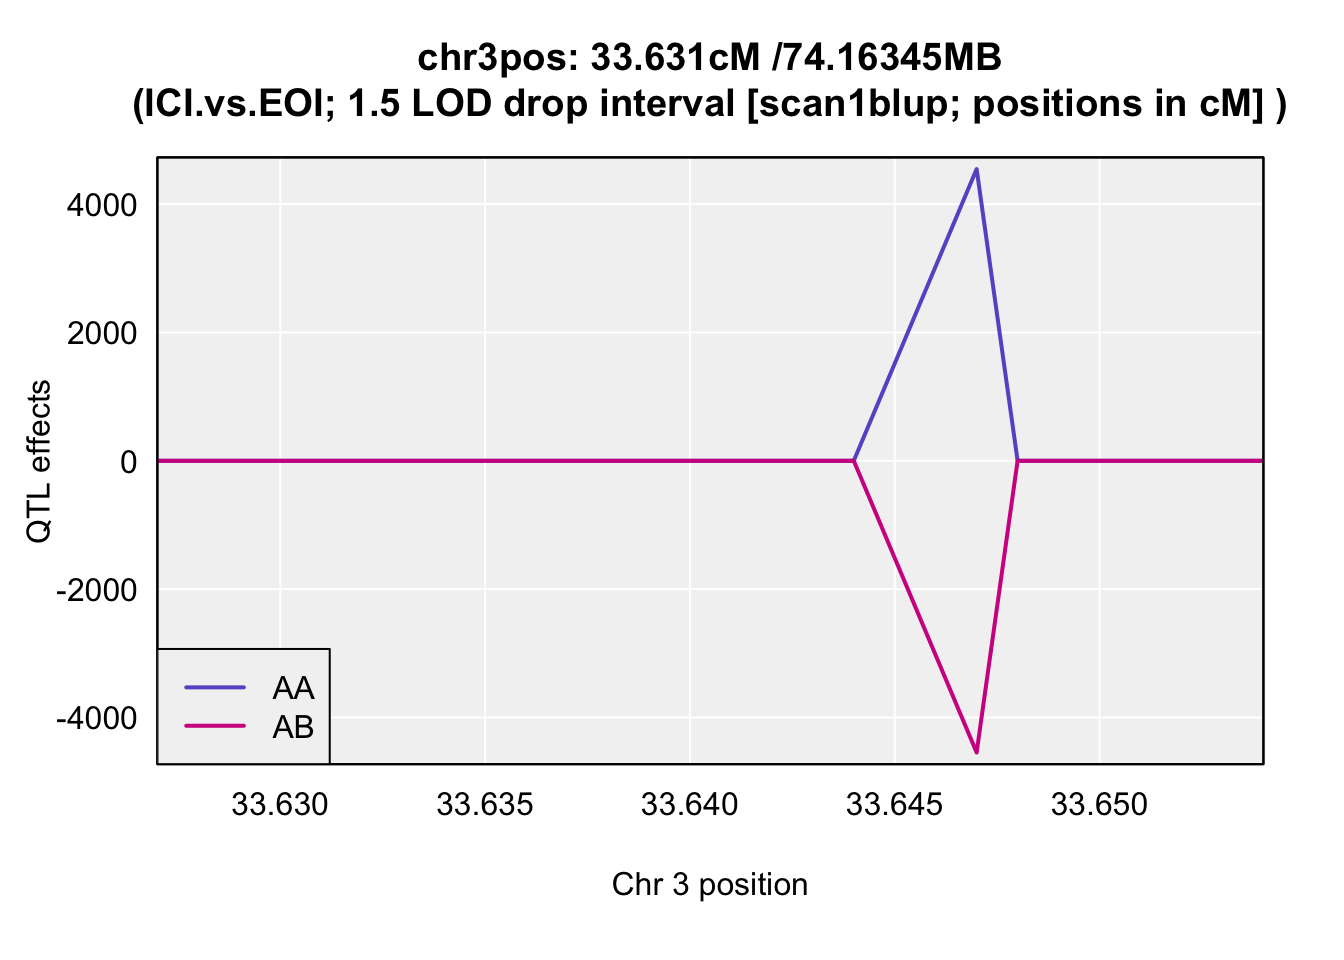 chr3pos: 33.631cM /74.16345MB
(ICI.vs.EOI; 1.5 LOD drop interval [scan1blup; positions in cM] )
QTL effects
4000
2000
0
-2000
-4000
AA
AB
33.630 33.635 33.640 33.645 33.650
Chr 3 position